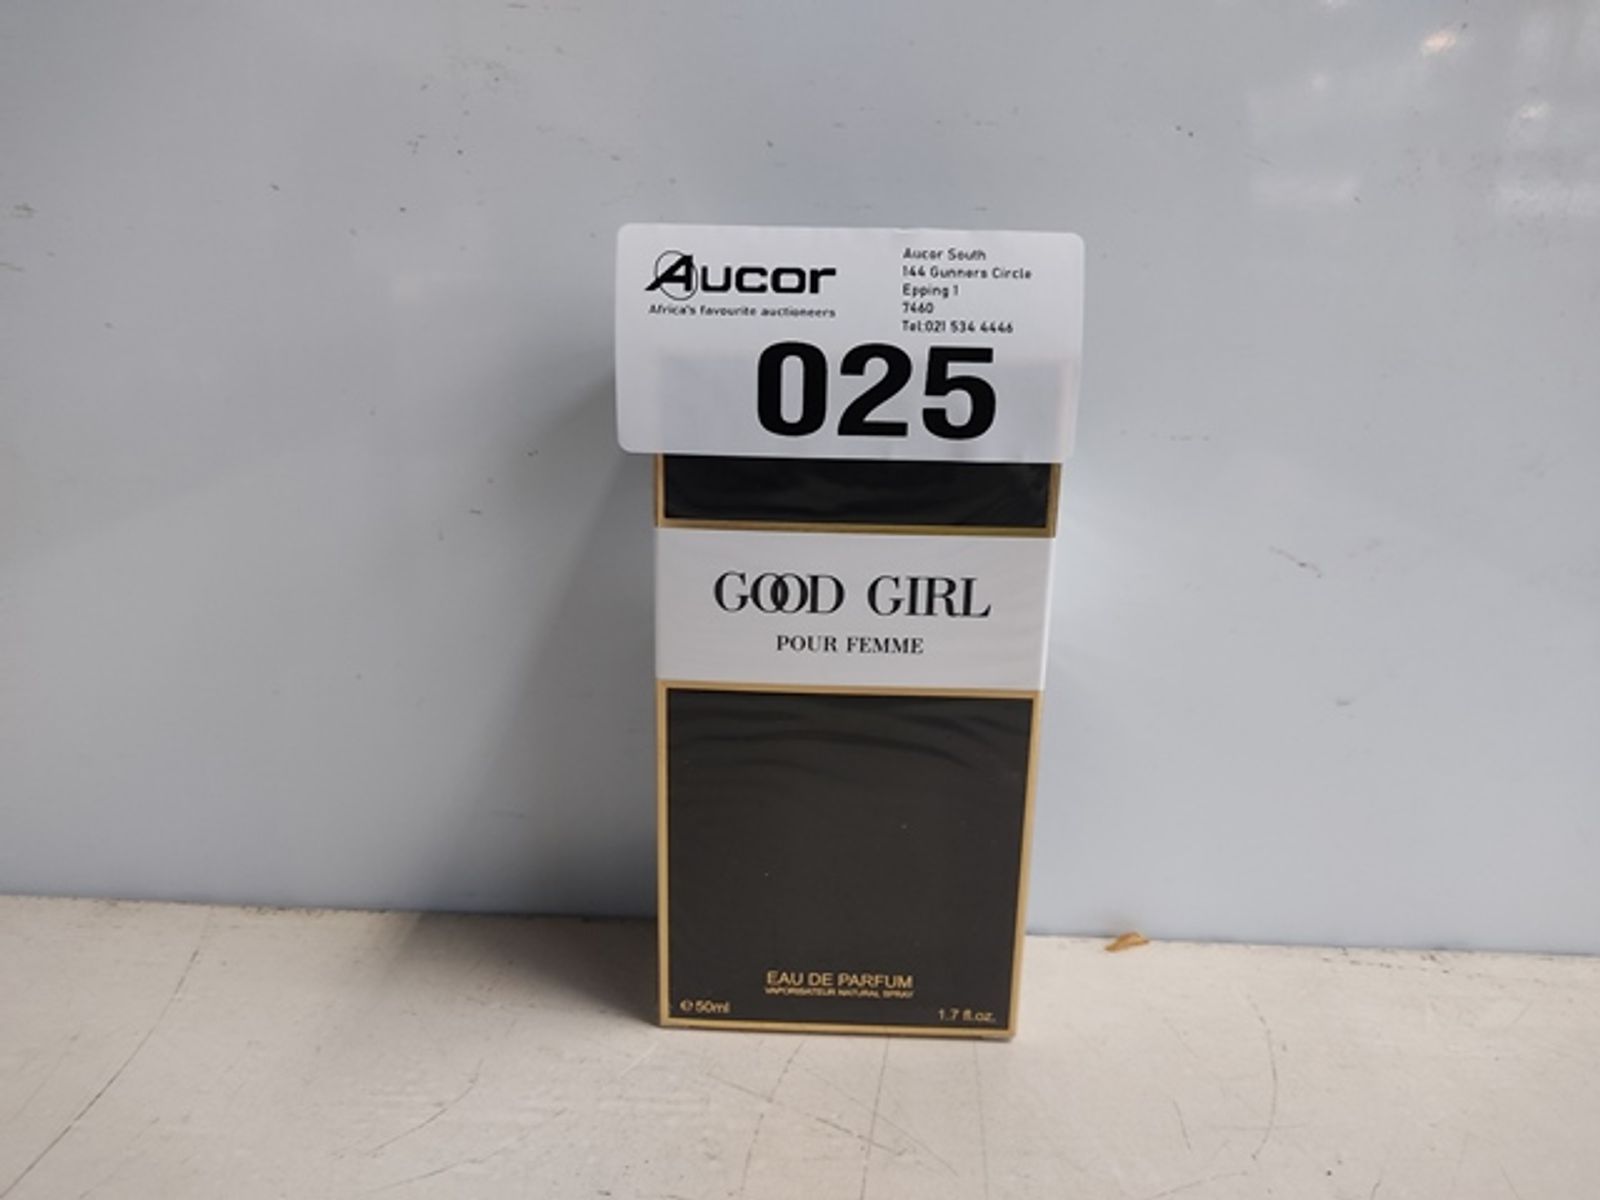 Aucor
Africa's favourite auctioneers
Aucor South
144 Gunners Circle
Epping 1
7460
Tel:021 534 4446
025
GOOD GIRL
POUR FEMME
EAU DE PARFUM
VAPORISATEUR NATURAL SPRAY
℮ 50ml
1.7 fl.oz.